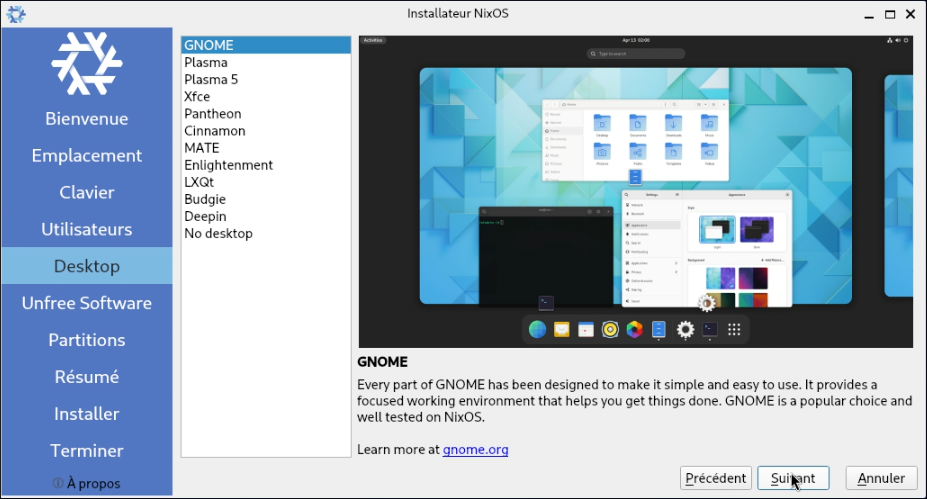 Installateur NixOS
Bienvenue
Emplacement
Clavier
Utilisateurs
Desktop
Unfree Software
Partitions
Résumé
Installer
Terminer
À propos
GNOME
Plasma
Plasma 5
Xfce
Pantheon
Cinnamon
MATE
Enlightenment
LXQt
Budgie
Deepin
No desktop
Activities
Apr 13 02:00
Type to search
Home
Settings
Appearance
GNOME
Every part of GNOME has been designed to make it simple and easy to use. It provides a
focused working environment that helps you get things done. GNOME is a popular choice and
well tested on NixOS.
Learn more at gnome.org
Précédent
Suivant
Annuler